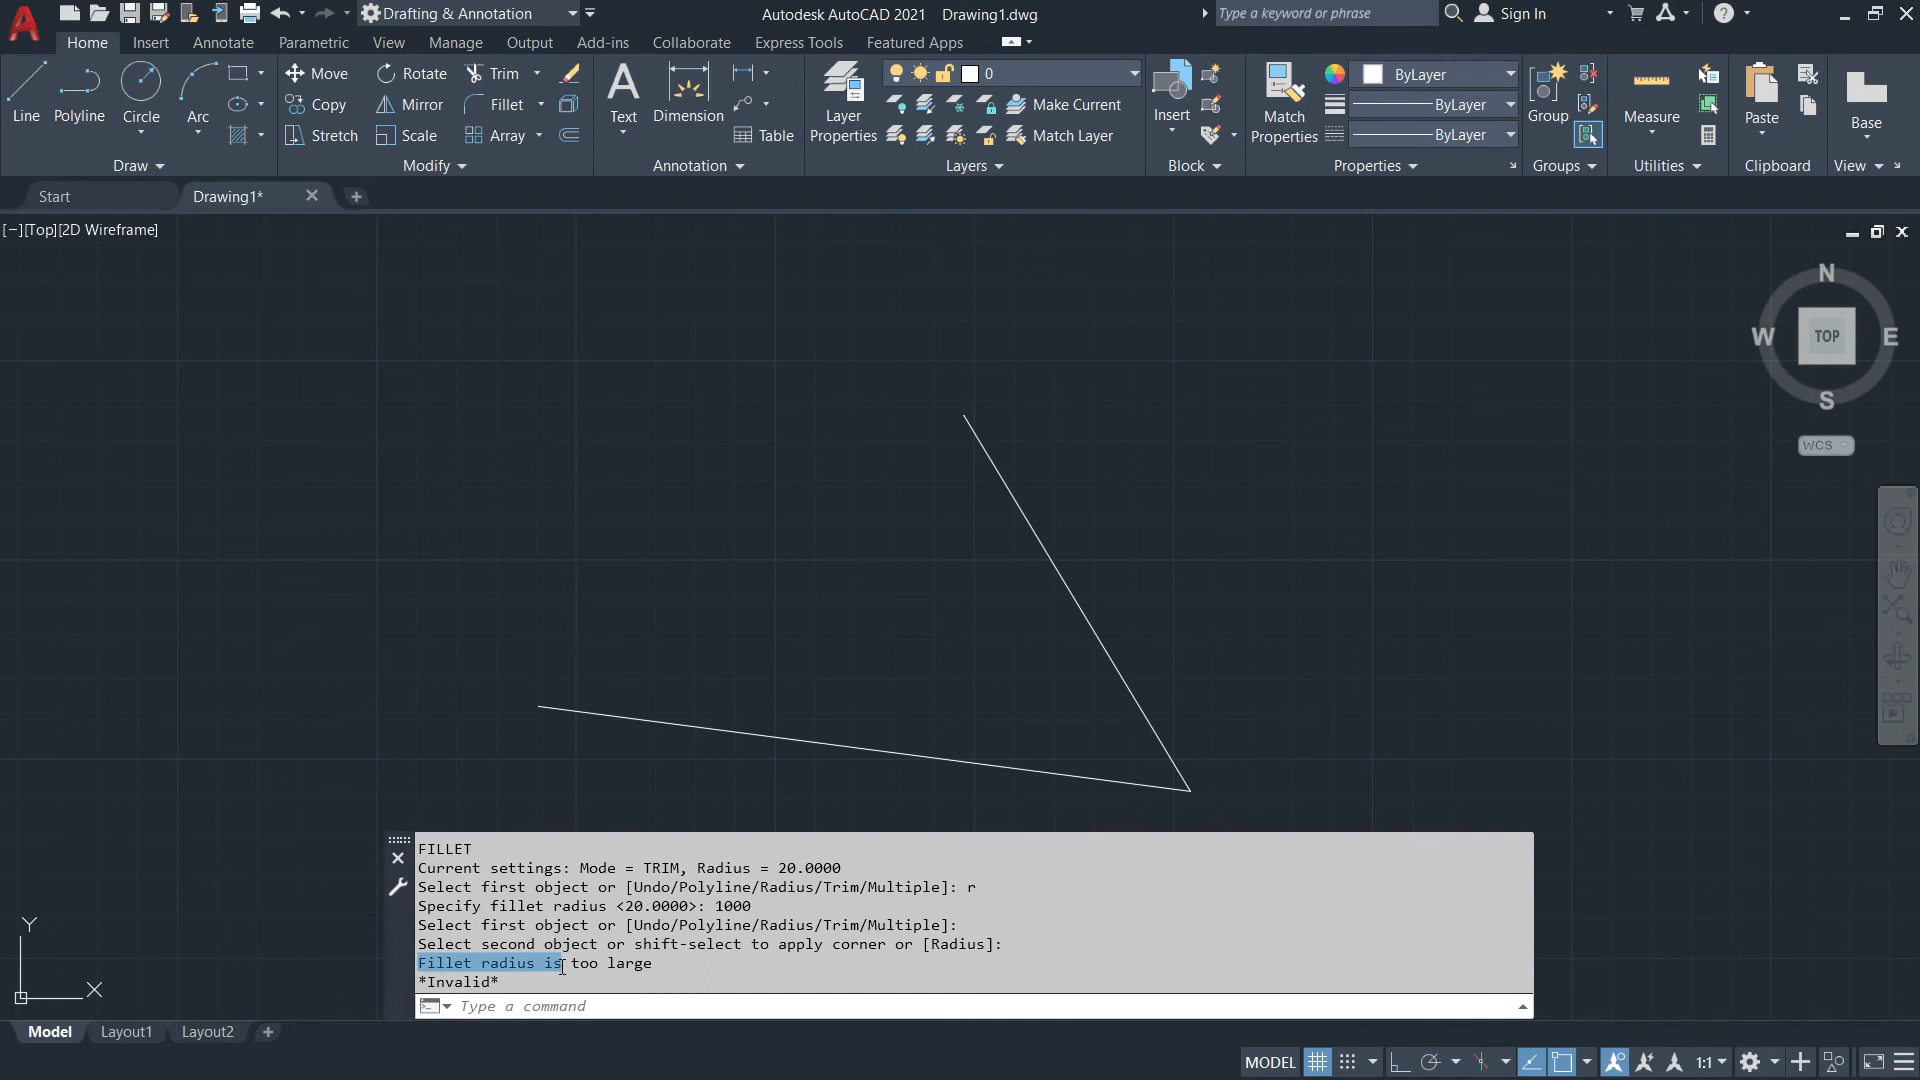 Drafting & Annotation
Autodesk AutoCAD 2021 Drawing1.dwg
Type a keyword or phrase
Sign In
Home Insert Annotate Parametric View Manage Output Add-ins Collaborate Express Tools Featured Apps
Line Polyline Circle Arc
Move Rotate Trim
Copy Mirror Fillet
Stretch Scale Array
Text Dimension Table
Layer Properties
0
Make Current
Match Layer
Insert
Match Properties
ByLayer
ByLayer
ByLayer
Group
Measure
Paste
Base
Draw Modify Annotation Layers Block Properties Groups Utilities Clipboard View
Start Drawing1*
[−][Top][2D Wireframe]
N
W TOP E
S
WCS
FILLET
Current settings: Mode = TRIM, Radius = 20.0000
Select first object or [Undo/Polyline/Radius/Trim/Multiple]: r
Specify fillet radius <20.0000>: 1000
Select first object or [Undo/Polyline/Radius/Trim/Multiple]:
Select second object or shift-select to apply corner or [Radius]:
Fillet radius is too large
*Invalid*
Type a command
Y
X
Model Layout1 Layout2
MODEL 1:1